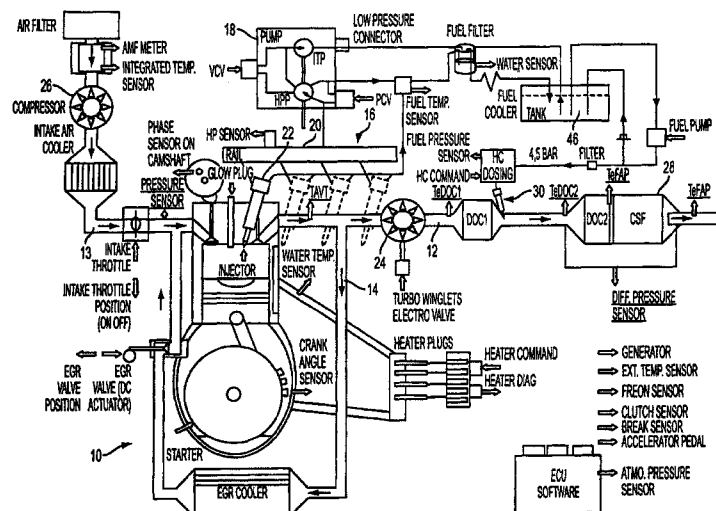 AIR FILTER
AMF METER
INTEGRATED TEMP.
SENSOR
26
COMPRESSOR
INTAKE AIR
COOLER
18
PUMP
ITP
VCV
HPP
PCV
LOW PRESSURE
CONNECTOR
FUEL FILTER
WATER SENSOR
FUEL
COOLER
TANK
46
FUEL PUMP
FUEL TEMP.
SENSOR
PHASE
SENSOR ON
CAMSHAFT
HP SENSOR
20
16
22
RAIL
GLOW PLUG
PRESSURE
SENSOR
FUEL PRESSURE
SENSOR
4,5 BAR
HC
DOSING
HC COMMAND
FILTER
TAVT
TeDOC1
30
TeDOC2
TeFAP
28
TeFAP
13
INTAKE
THROTTLE
INJECTOR
WATER TEMP.
SENSOR
24
12
DOC1
DOC2
CSF
INTAKE THROTTLE
POSITION
(ON OFF)
14
TURBO WINGLETS
ELECTRO VALVE
DIFF. PRESSURE
SENSOR
EGR
VALVE
POSITION
EGR
VALVE (DC
ACTUATOR)
CRANK
ANGLE
SENSOR
HEATER PLUGS
HEATER COMMAND
HEATER DIAG
GENERATOR
EXT. TEMP. SENSOR
FREON SENSOR
CLUTCH SENSOR
BREAK SENSOR
ACCELERATOR PEDAL
10
STARTER
EGR COOLER
ECU
SOFTWARE
ATMO. PRESSURE
SENSOR